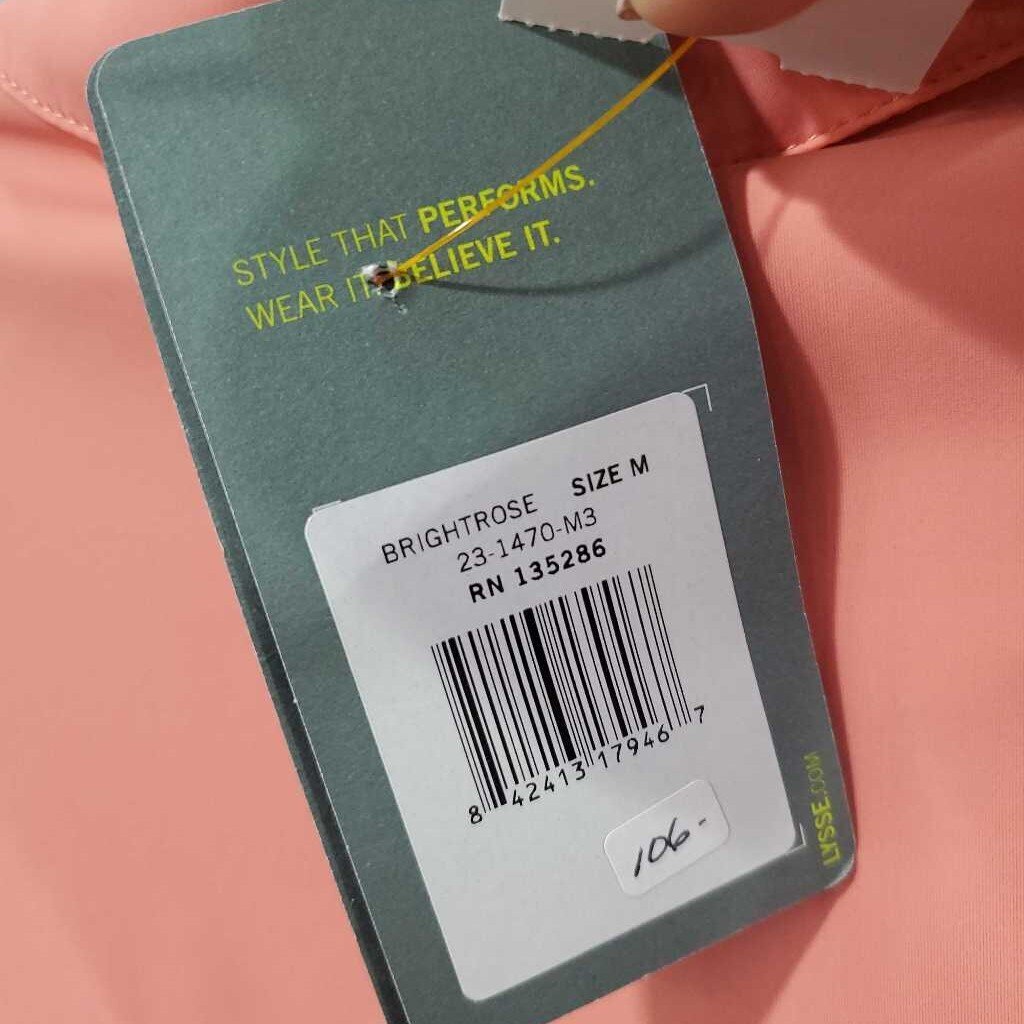 STYLE THAT PERFORMS.
WEAR IT. BELIEVE IT.
BRIGHTROSE SIZE M
23-1470-M3
RN 135286
8 42413 17946 7
106-
LYSSE.COM